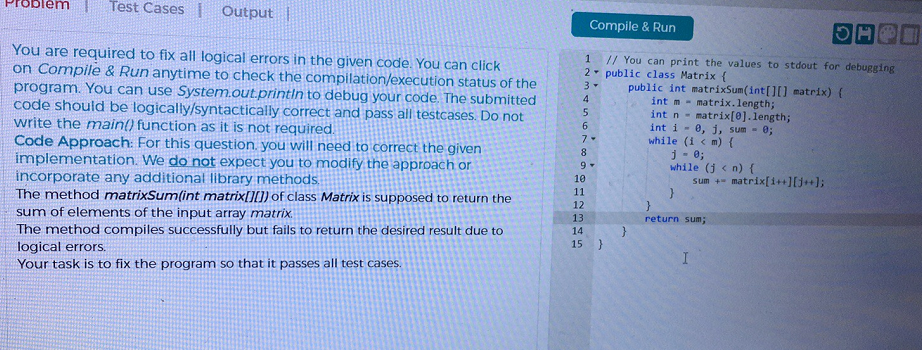 Problem | Test Cases | Output |
You are required to fix all logical errors in the given code. You can click
on Compile & Run anytime to check the compilation/execution status of the
program. You can use System.out.println to debug your code. The submitted
code should be logically/syntactically correct and pass all testcases. Do not
write the main() function as it is not required.
Code Approach: For this question, you will need to correct the given
implementation. We do not expect you to modify the approach or
incorporate any additional library methods.
The method matrixSum(int matrix[][]) of class Matrix is supposed to return the
sum of elements of the input array matrix.
The method compiles successfully but fails to return the desired result due to
logical errors.
Your task is to fix the program so that it passes all test cases.
Compile & Run
1 // You can print the values to stdout for debugging
2 public class Matrix {
3 public int matrixSum(int[][] matrix) {
4 int m = matrix.length;
5 int n = matrix[0].length;
6 int i = 0, j, sum = 0;
7 while (i < m) {
8 j = 0;
9 while (j < n) {
10 sum += matrix[i++][j++];
11 }
12 }
13 return sum;
14 }
15 }